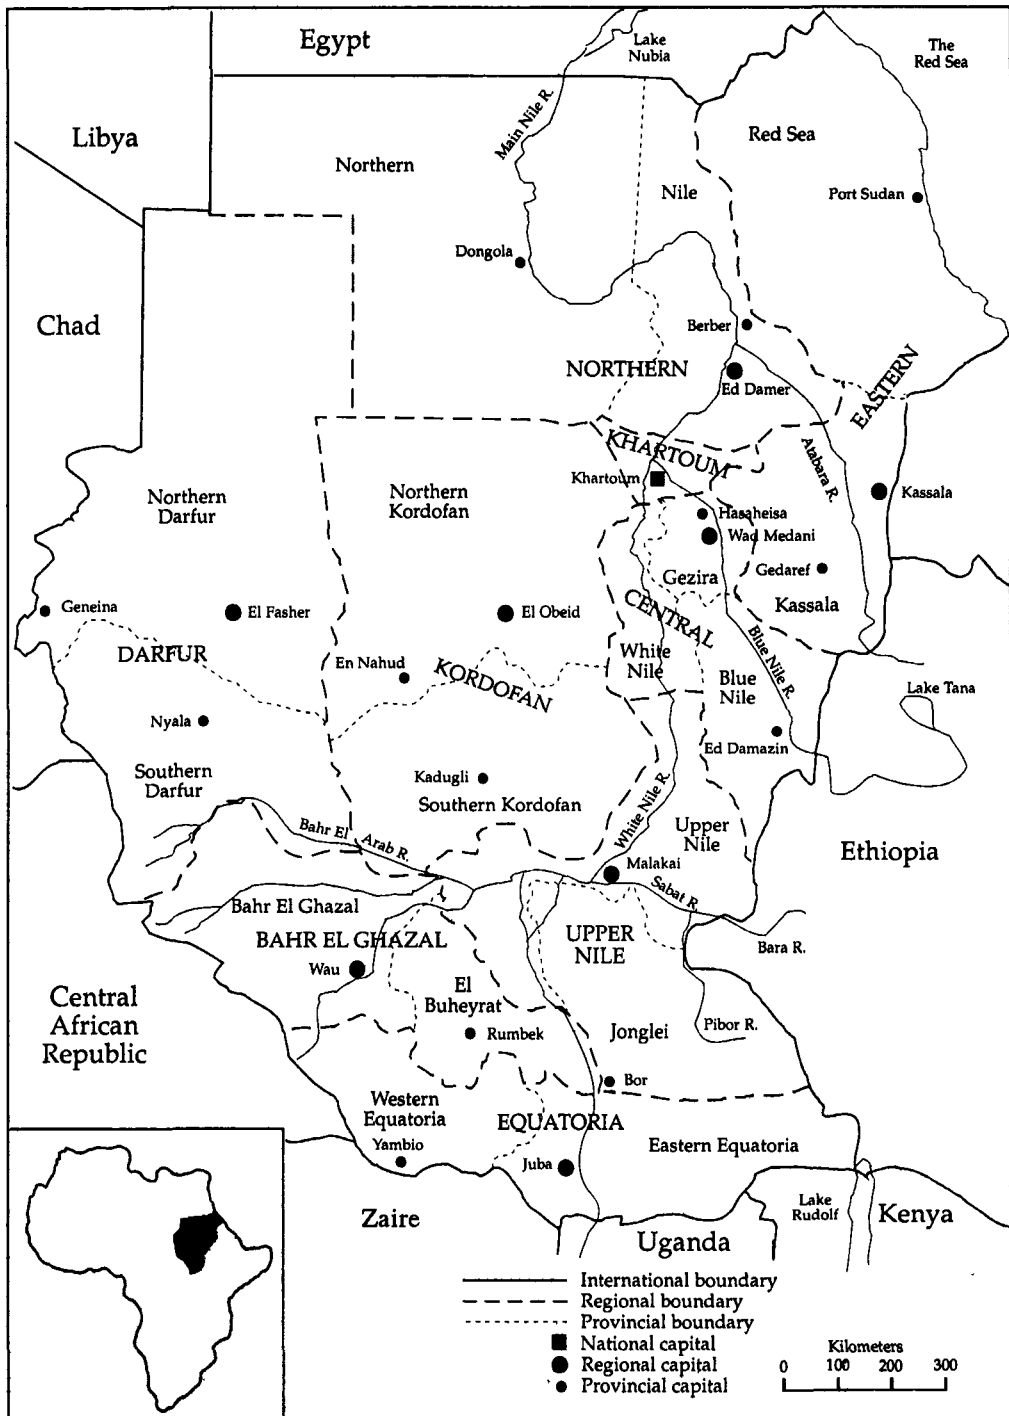 Egypt
Lake
Nubia
The
Red Sea
Libya
Main Nile R.
Red Sea
Northern
Nile
Port Sudan
Dongola
Chad
Berber
NORTHERN
Ed Damer
EASTERN
KHARTOUM
Atabara R.
Khartoum
Kassala
Northern
Darfur
Northern
Kordofan
Hasaheisa
Wad Medani
Gezira
Gedaref
Kassala
Geneina
El Fasher
El Obeid
CENTRAL
DARFUR
En Nahud
KORDOFAN
White
Nile
Blue
Nile
Blue Nile R.
Lake Tana
Nyala
Ed Damazin
Southern
Darfur
Kadugli
Southern Kordofan
White Nile R.
Upper
Nile
Bahr El Arab R.
Ethiopia
Malakai
Sabat R.
Bahr El Ghazal
BAHR EL GHAZAL
UPPER
NILE
Bara R.
Wau
El
Buheyrat
Central
African
Republic
Rumbek
Jonglei
Pibor R.
Bor
Western
Equatoria
EQUATORIA
Yambio
Juba
Eastern Equatoria
Zaire
Uganda
Lake
Rudolf
Kenya
International boundary
Regional boundary
Provincial boundary
National capital
Regional capital
Provincial capital
Kilometers
0 100 200 300